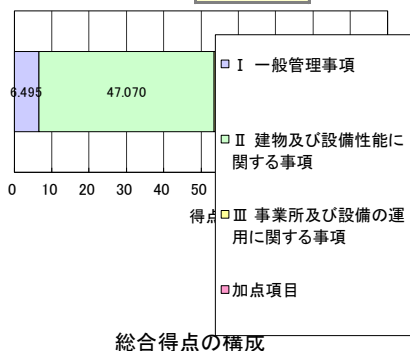 6.495
47.070
0 10 20 30 40 50
得点
Ⅰ 一般管理事項
Ⅱ 建物及び設備性能に
関する事項
Ⅲ 事業所及び設備の運
用に関する事項
加点項目
総合得点の構成